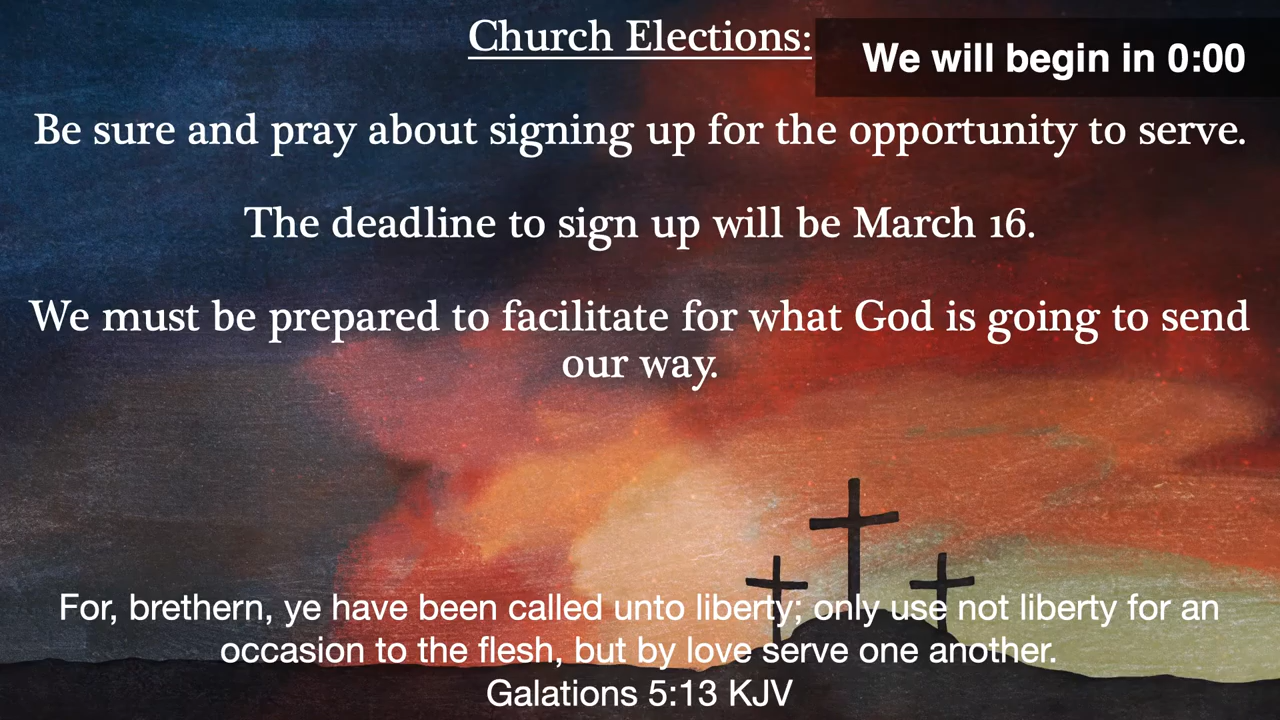 Church Elections:
We will begin in 0:00
Be sure and pray about signing up for the opportunity to serve.
The deadline to sign up will be March 16.
We must be prepared to facilitate for what God is going to send
our way.
For, brethern, ye have been called unto liberty; only use not liberty for an
occasion to the flesh, but by love serve one another.
Galations 5:13 KJV